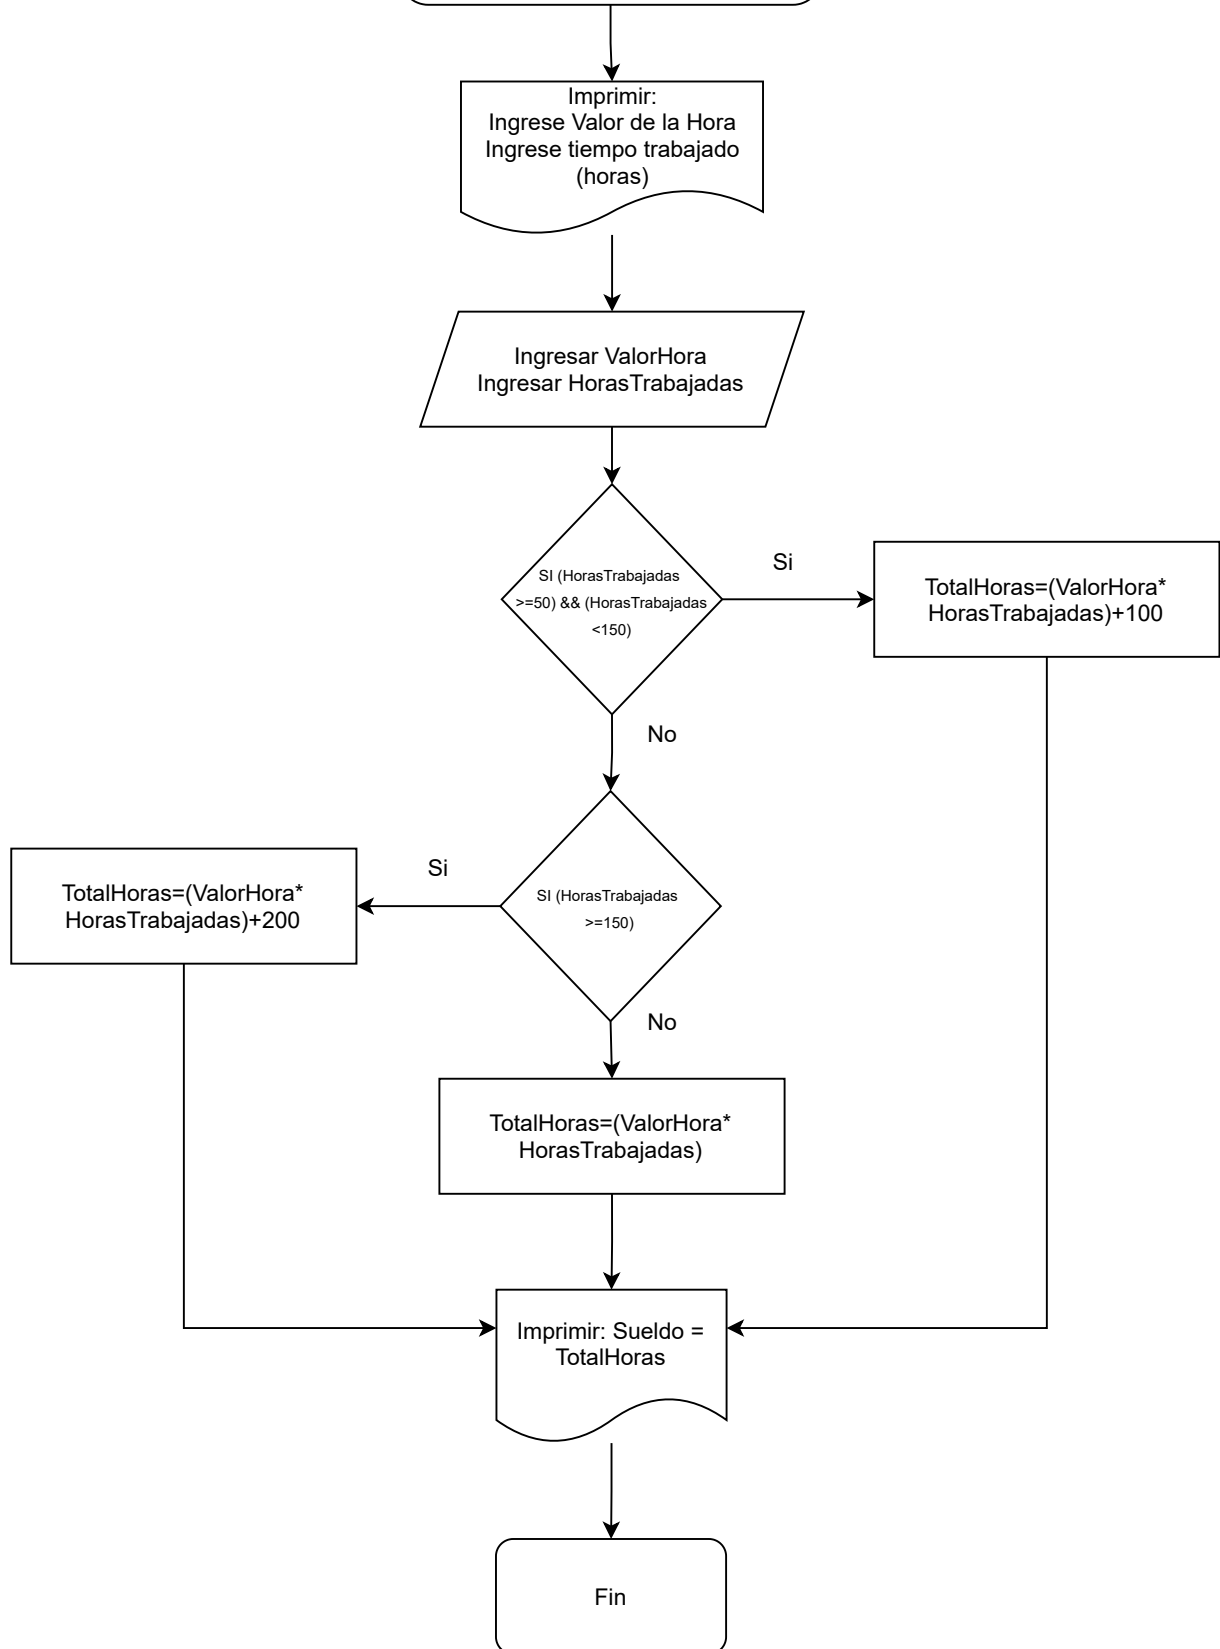 Imprimir:
Ingrese Valor de la Hora
Ingrese tiempo trabajado
(horas)
Ingresar ValorHora
Ingresar HorasTrabajadas
SI (HorasTrabajadas
>=50) && (HorasTrabajadas
<150)
Si
TotalHoras=(ValorHora*
HorasTrabajadas)+100
No
SI (HorasTrabajadas
>=150)
Si
TotalHoras=(ValorHora*
HorasTrabajadas)+200
No
TotalHoras=(ValorHora*
HorasTrabajadas)
Imprimir: Sueldo =
TotalHoras
Fin